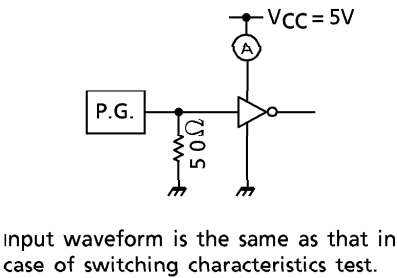 VCC = 5V
A
P.G.
50Ω
Input waveform is the same as that in
case of switching characteristics test.